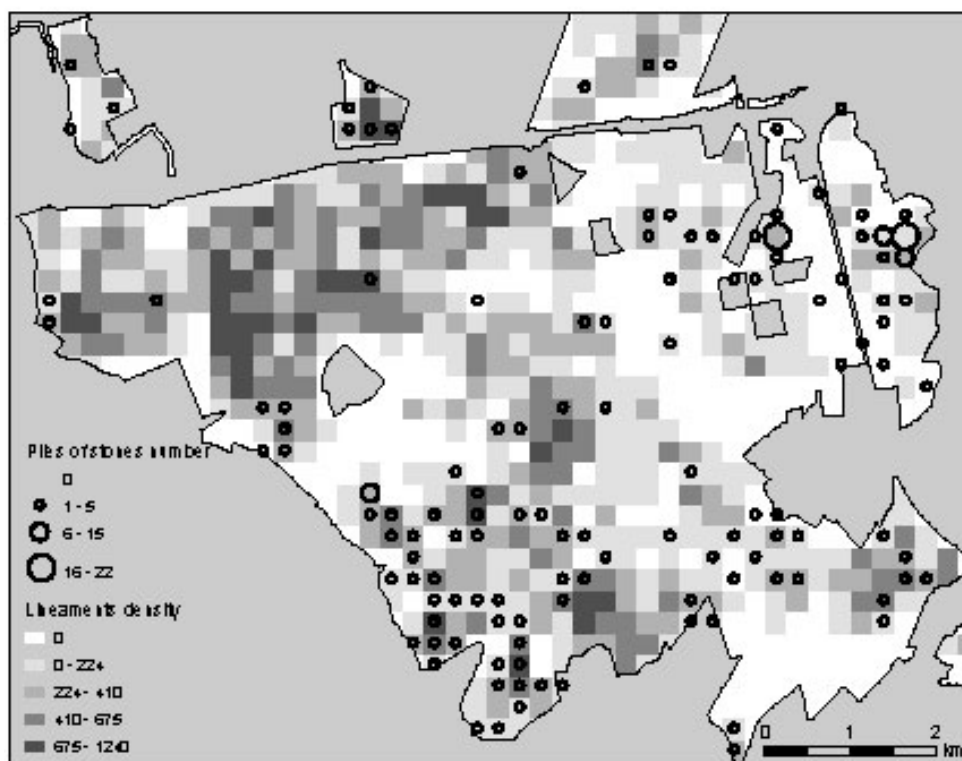 Piles of stones number
0
1 - 5
6 - 15
16 - 22
Lineaments density
0
0 - 224
224 - 410
410 - 675
675 - 1240
0 1 2
km